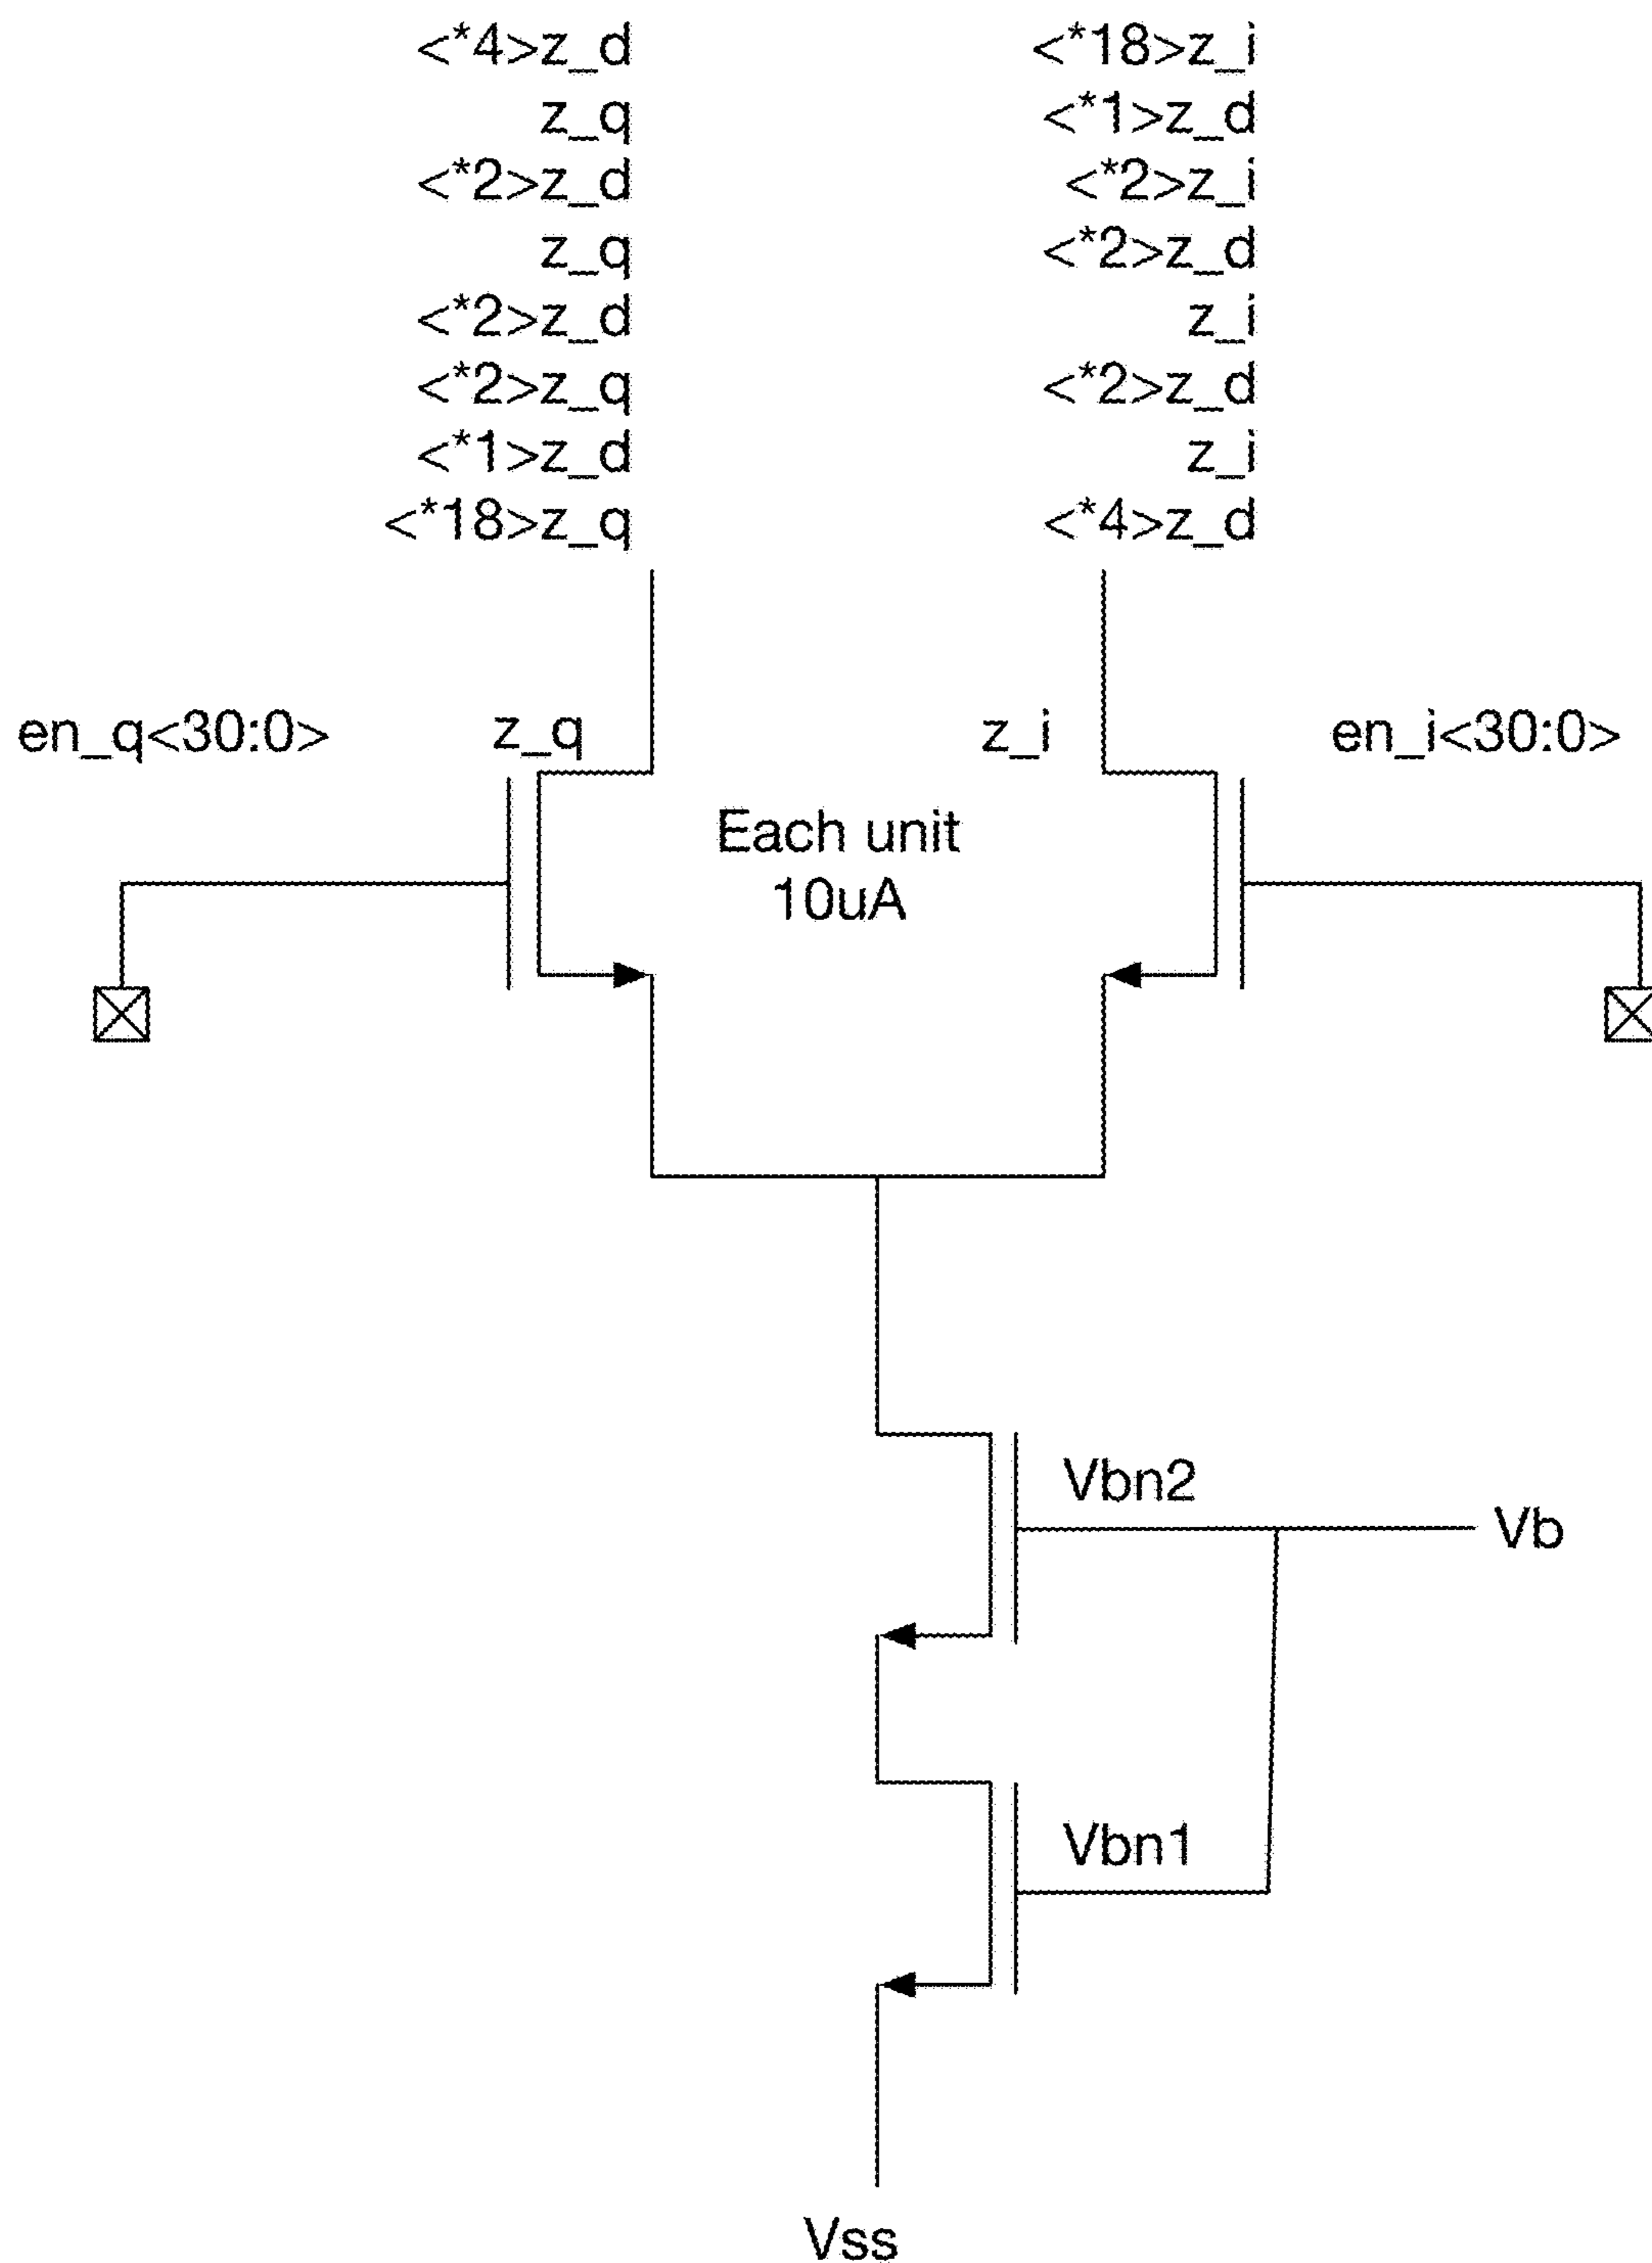 <*4>z_d
z_q
<*2>z_d
z_q
<*2>z_d
<*2>z_q
<*1>z_d
<*18>z_q
<*18>z_i
<*1>z_d
<*2>z_i
<*2>z_d
z_i
<*2>z_d
z_i
<*4>z_d
en_q<30:0>
z_q
z_i
en_i<30:0>
Each unit
10uA
Vbn2
Vb
Vbn1
Vss